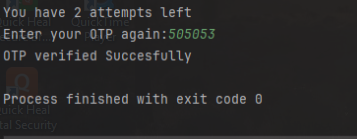 You have 2 attempts left
Enter your OTP again:505053
OTP verified Succesfully
Process finished with exit code 0